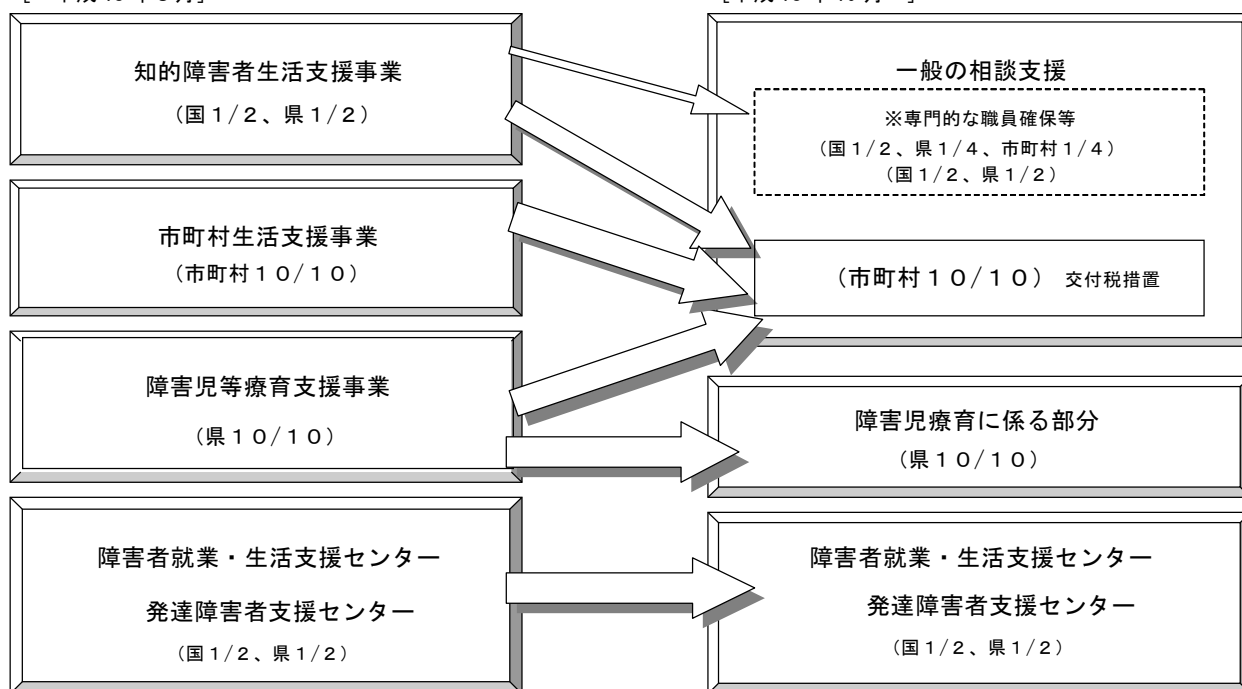 知的障害者生活支援事業
(国1/2、県1/2)
市町村生活支援事業
(市町村10/10)
障害児等療育支援事業
(県10/10)
障害者就業・生活支援センター
発達障害者支援センター
(国1/2、県1/2)
一般の相談支援
※専門的な職員確保等
(国1/2、県1/4、市町村1/4)
(国1/2、県1/2)
(市町村10/10) 交付税措置
障害児療育に係る部分
(県10/10)
障害者就業・生活支援センター
発達障害者支援センター
(国1/2、県1/2)